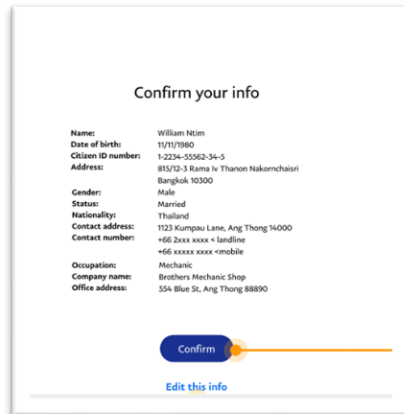 Confirm your info
Name: William Ntim
Date of birth: 11/11/1980
Citizen ID number: 1-2234-55562-34-5
Address: 815/12-3 Rama Iv Thanon Nakornchaisri
Bangkok 10300
Gender: Male
Status: Married
Nationality: Thailand
Contact address: 1123 Kumpau Lane, Ang Thong 14000
Contact number: +66 2xxx xxxx < landline
+66 xxxxx xxxx <mobile
Occupation: Mechanic
Company name: Brothers Mechanic Shop
Office address: 554 Blue St, Ang Thong 88890
Confirm
Edit this info